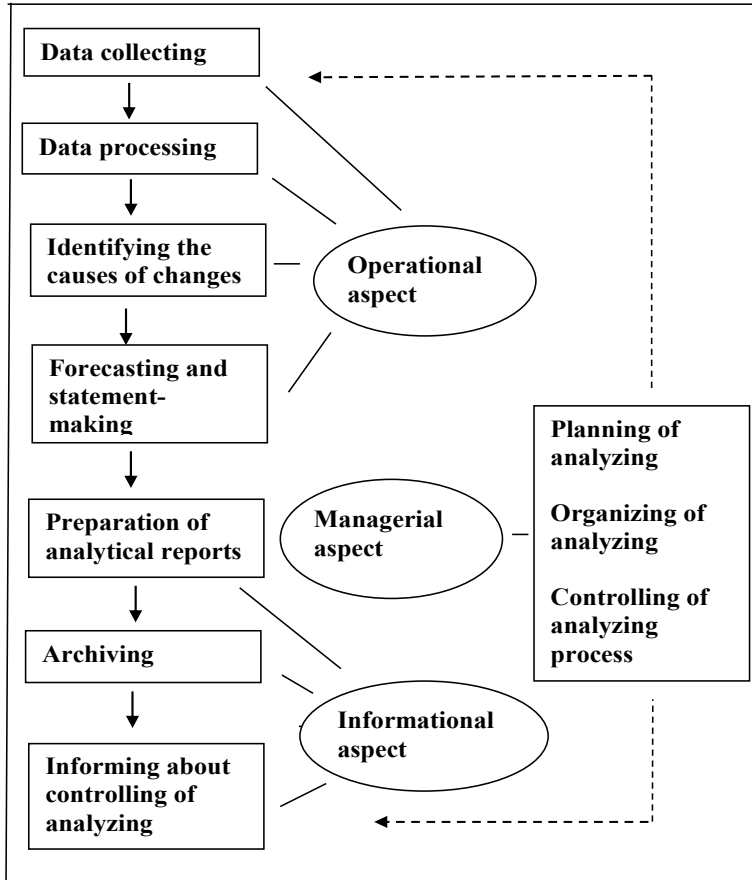 Data collecting
Data processing
Identifying the
causes of changes
Operational
aspect
Forecasting and
statement-
making
Planning of
analyzing
Organizing of
analyzing
Controlling of
analyzing
process
Preparation of
analytical reports
Managerial
aspect
Archiving
Informational
aspect
Informing about
controlling of
analyzing